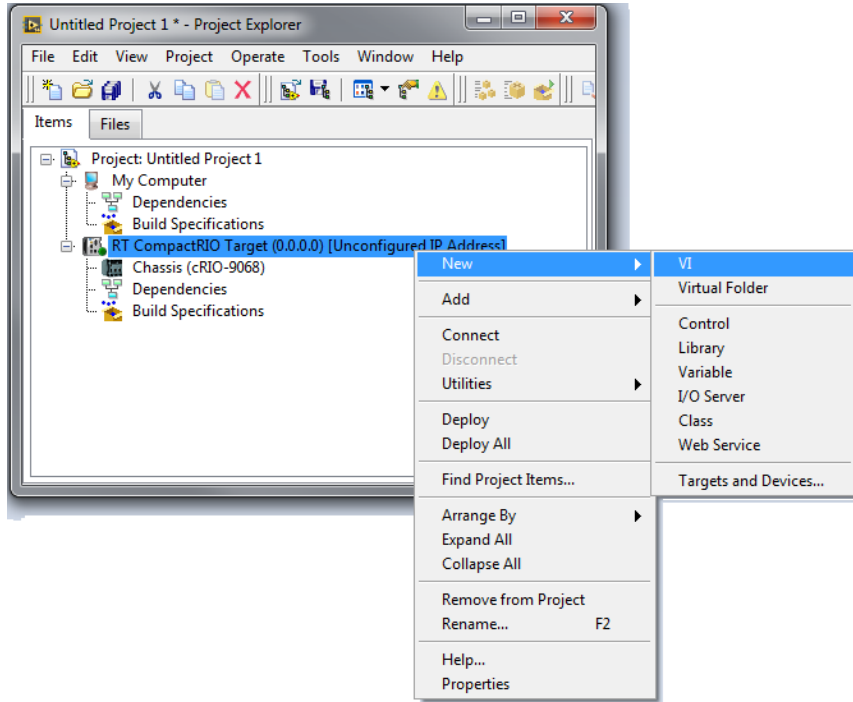 Untitled Project 1 * - Project Explorer
File Edit View Project Operate Tools Window Help
Items Files
Project: Untitled Project 1
My Computer
Dependencies
Build Specifications
RT CompactRIO Target (0.0.0.0) [Unconfigured IP Address]
Chassis (cRIO-9068)
Dependencies
Build Specifications
New
Add
Connect
Disconnect
Utilities
Deploy
Deploy All
Find Project Items...
Arrange By
Expand All
Collapse All
Remove from Project
Rename... F2
Help...
Properties
VI
Virtual Folder
Control
Library
Variable
I/O Server
Class
Web Service
Targets and Devices...